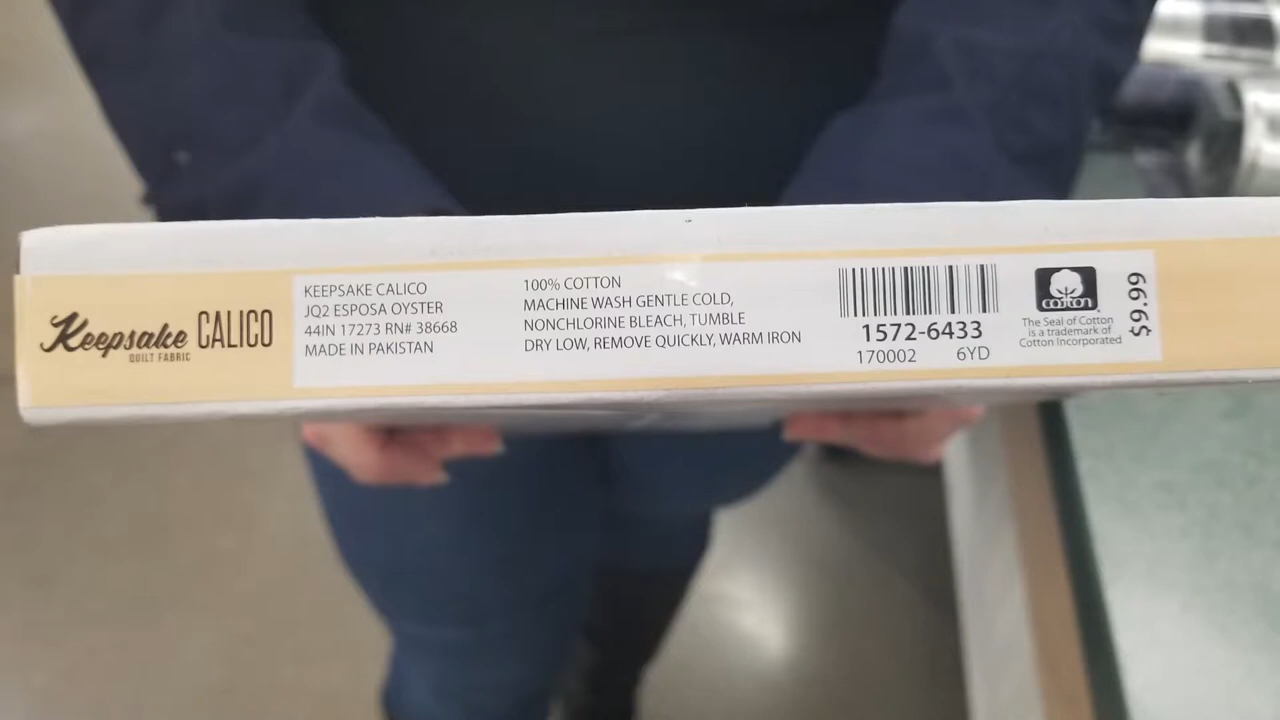 Keepsake CALICO
QUILT FABRIC
KEEPSAKE CALICO
JQ2 ESPOSA OYSTER
44IN 17273 RN# 38668
MADE IN PAKISTAN
100% COTTON
MACHINE WASH GENTLE COLD,
NONCHLORINE BLEACH, TUMBLE
DRY LOW, REMOVE QUICKLY, WARM IRON
1572-6433
170002 6YD
cotton
The Seal of Cotton
is a trademark of
Cotton Incorporated
$9.99